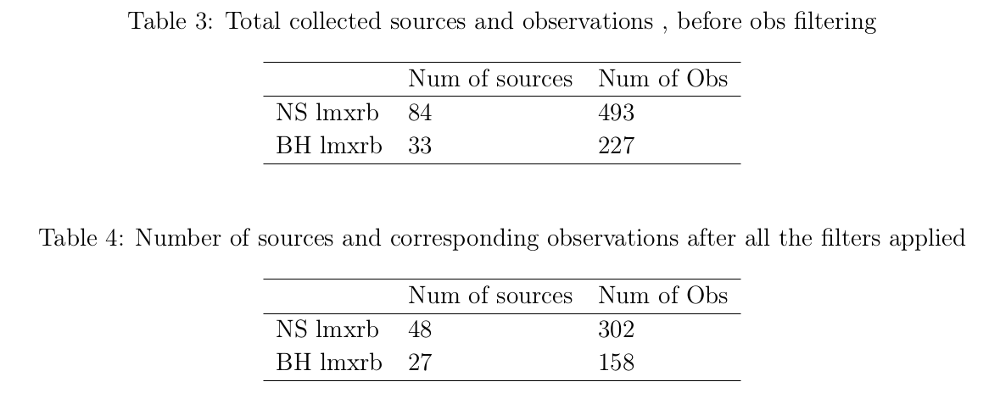 Table 3: Total collected sources and observations , before obs filtering
Num of sources Num of Obs
NS lmxrb 84 493
BH lmxrb 33 227
Table 4: Number of sources and corresponding observations after all the filters applied
Num of sources Num of Obs
NS lmxrb 48 302
BH lmxrb 27 158